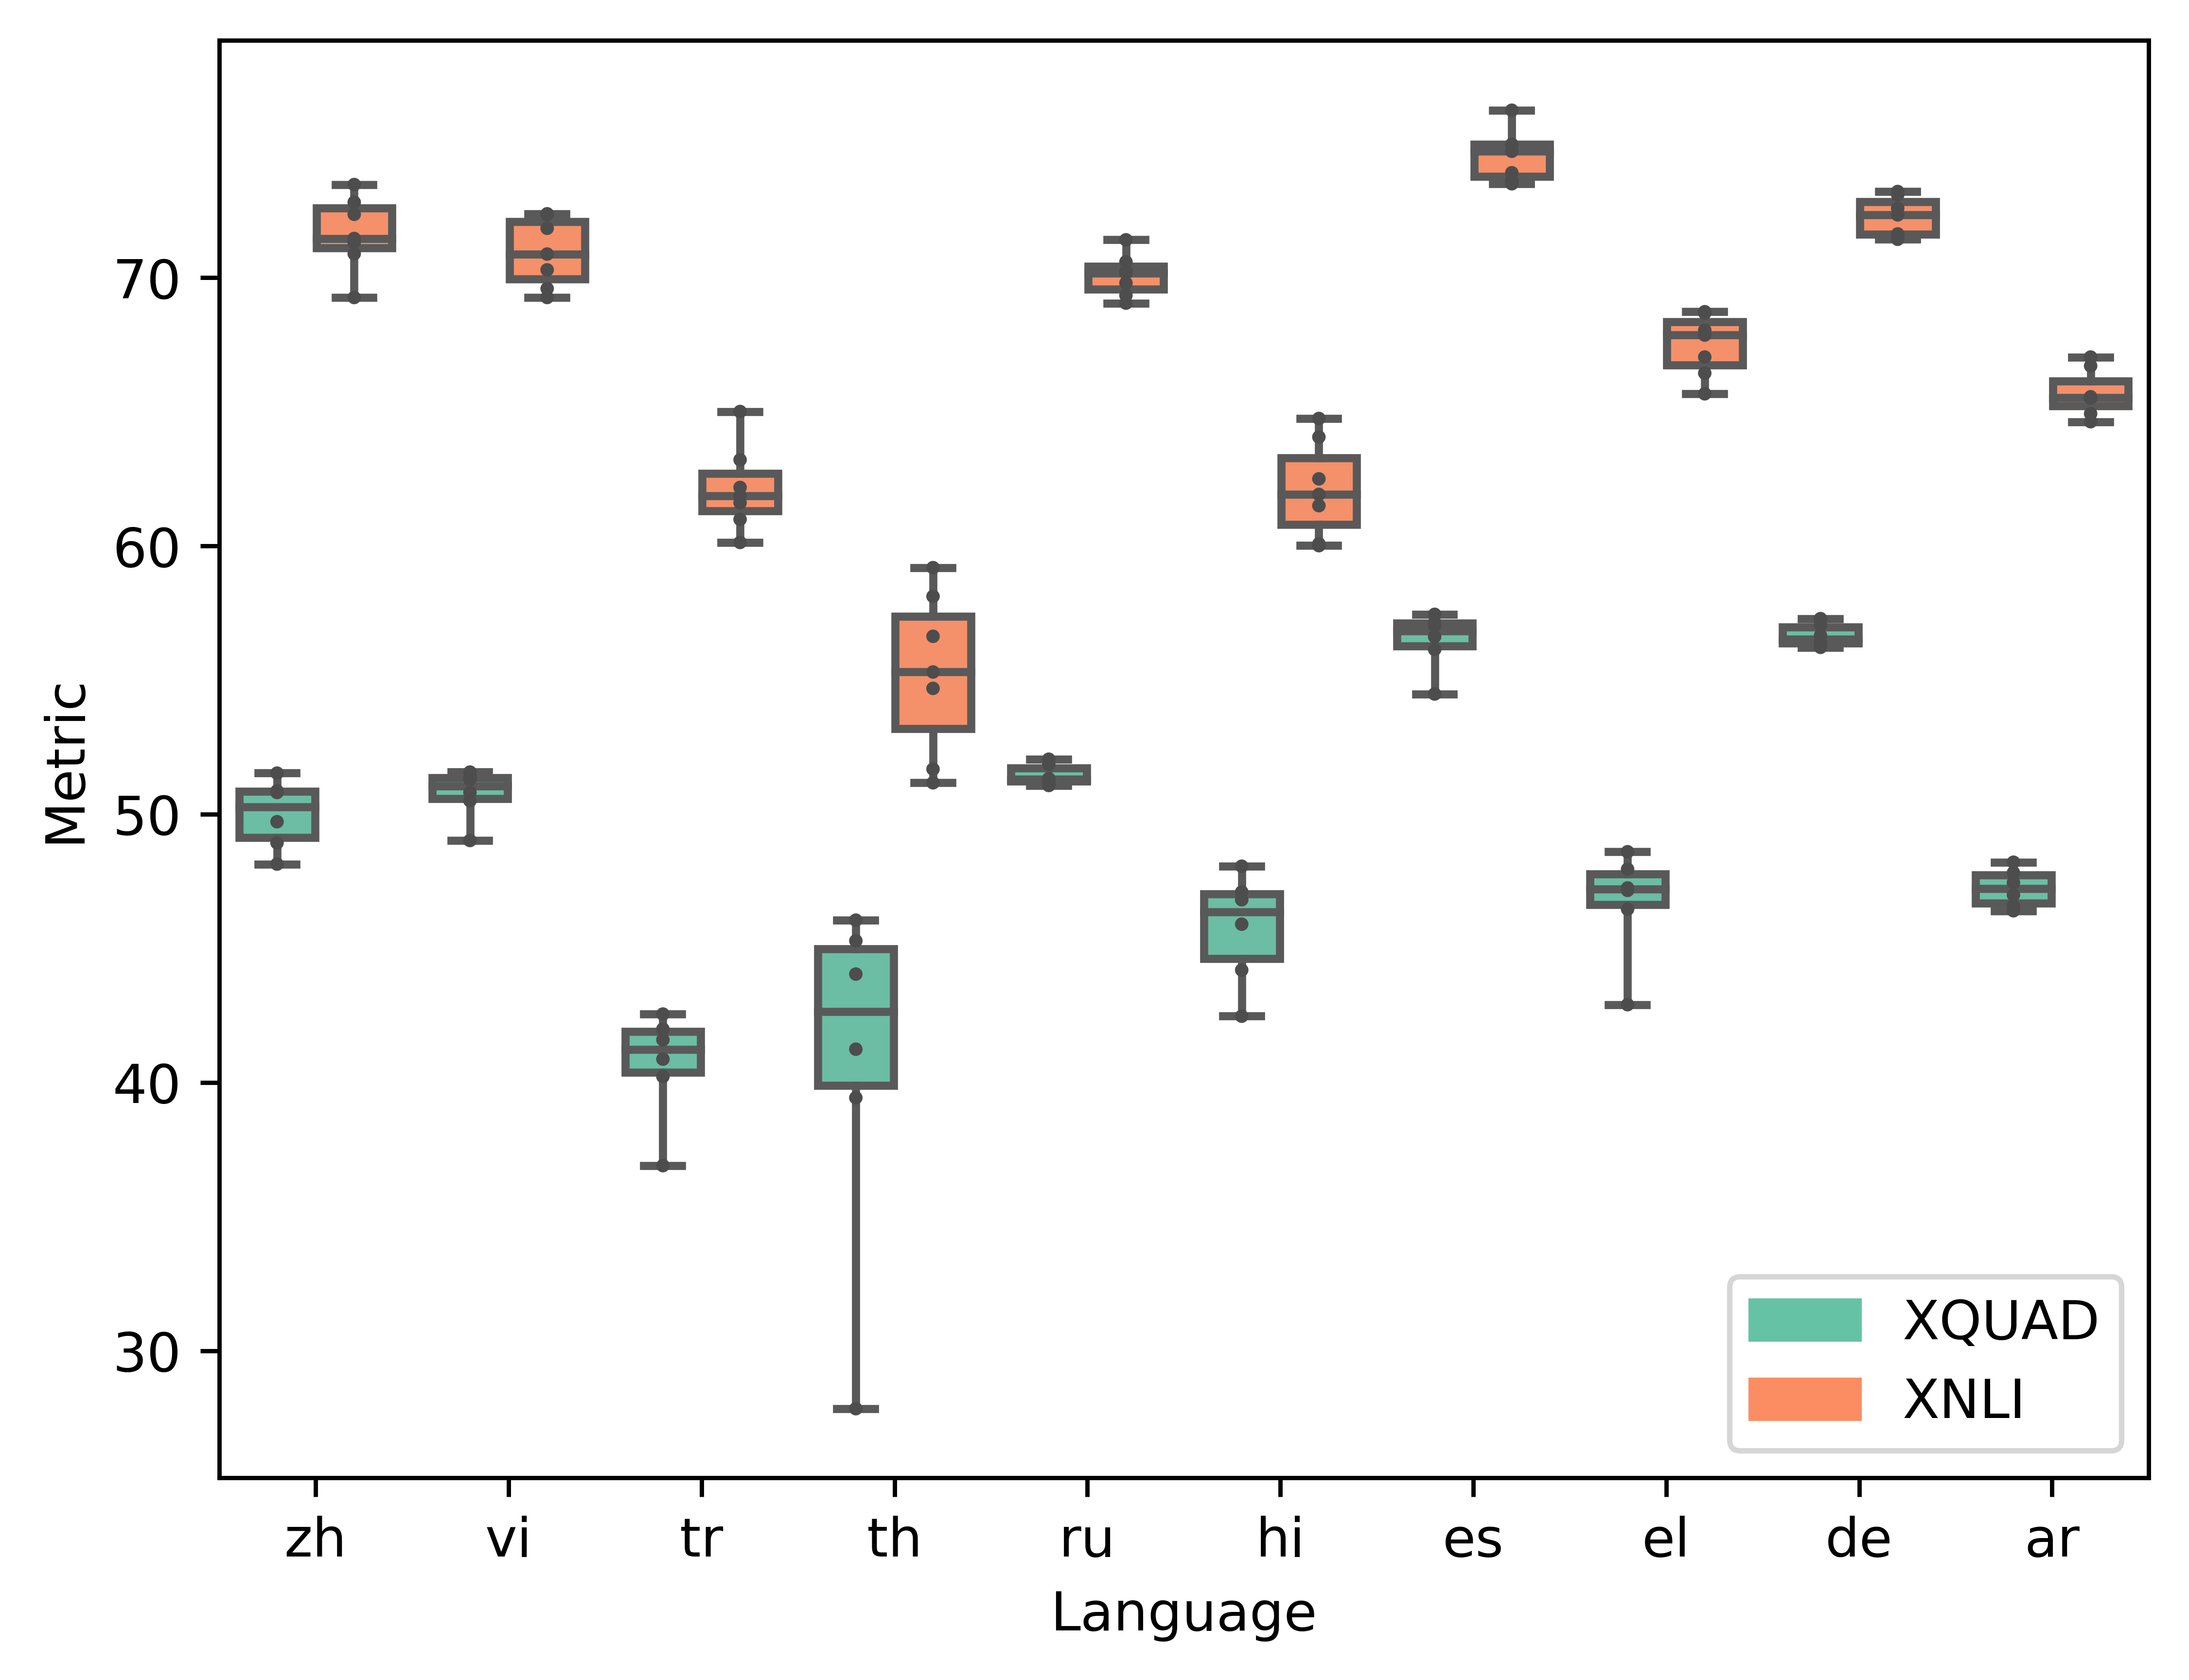 Metric
70
60
50
40
30
zh vi tr th ru hi es el de ar
Language
XQUAD
XNLI